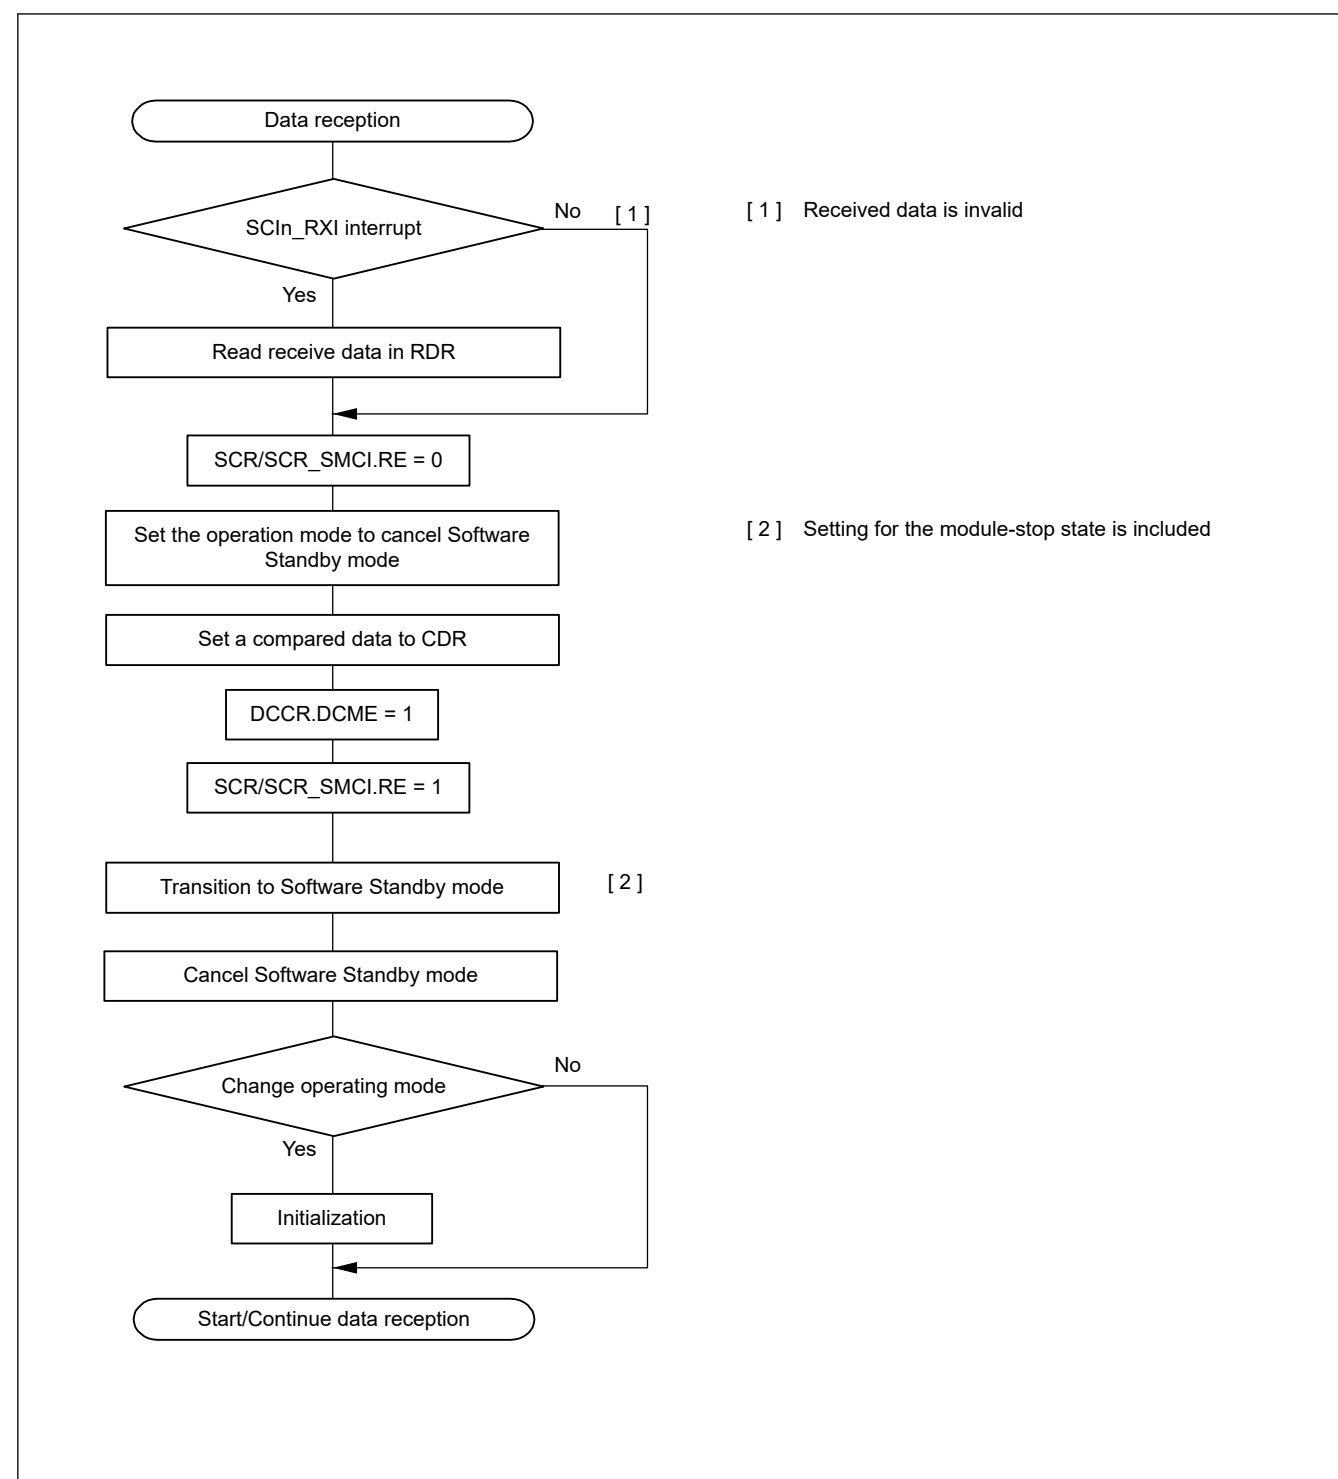 Data reception
SCIn_RXI interrupt
No [ 1 ]
[ 1 ] Received data is invalid
Yes
Read receive data in RDR
SCR/SCR_SMCI.RE = 0
Set the operation mode to cancel Software
Standby mode
[ 2 ] Setting for the module-stop state is included
Set a compared data to CDR
DCCR.DCME = 1
SCR/SCR_SMCI.RE = 1
Transition to Software Standby mode
[ 2 ]
Cancel Software Standby mode
Change operating mode
No
Yes
Initialization
Start/Continue data reception